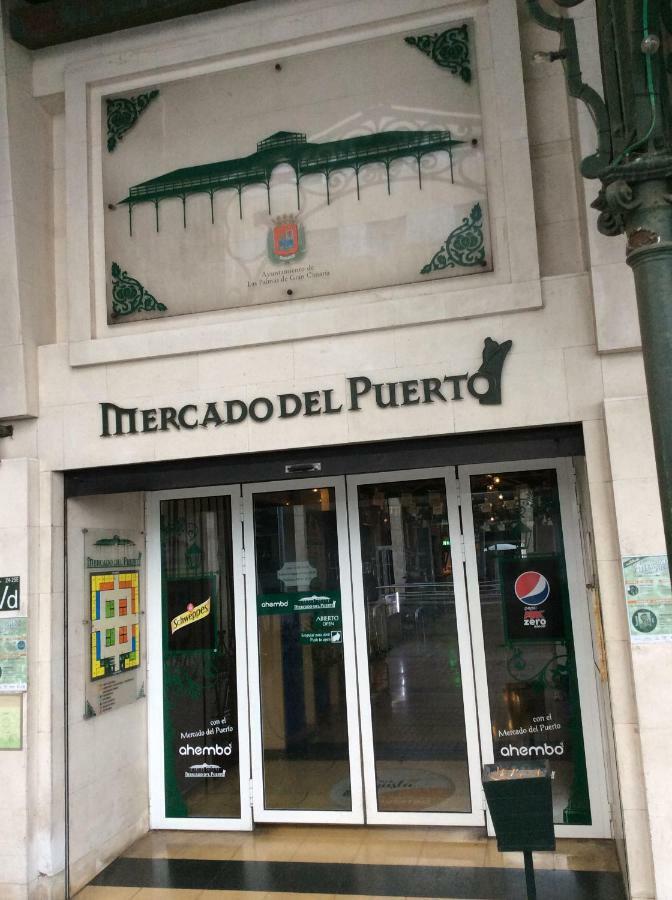 Ayuntamiento de
Las Palmas de Gran Canaria
MERCADO DEL PUERTO
MERCADO DEL PUERTO
/d
Schweppes
ahembo
ABIERTO
OPEN
pepsi
zero
con el
Mercado del Puerto
ahembo
con el
Mercado del Puerto
ahembo